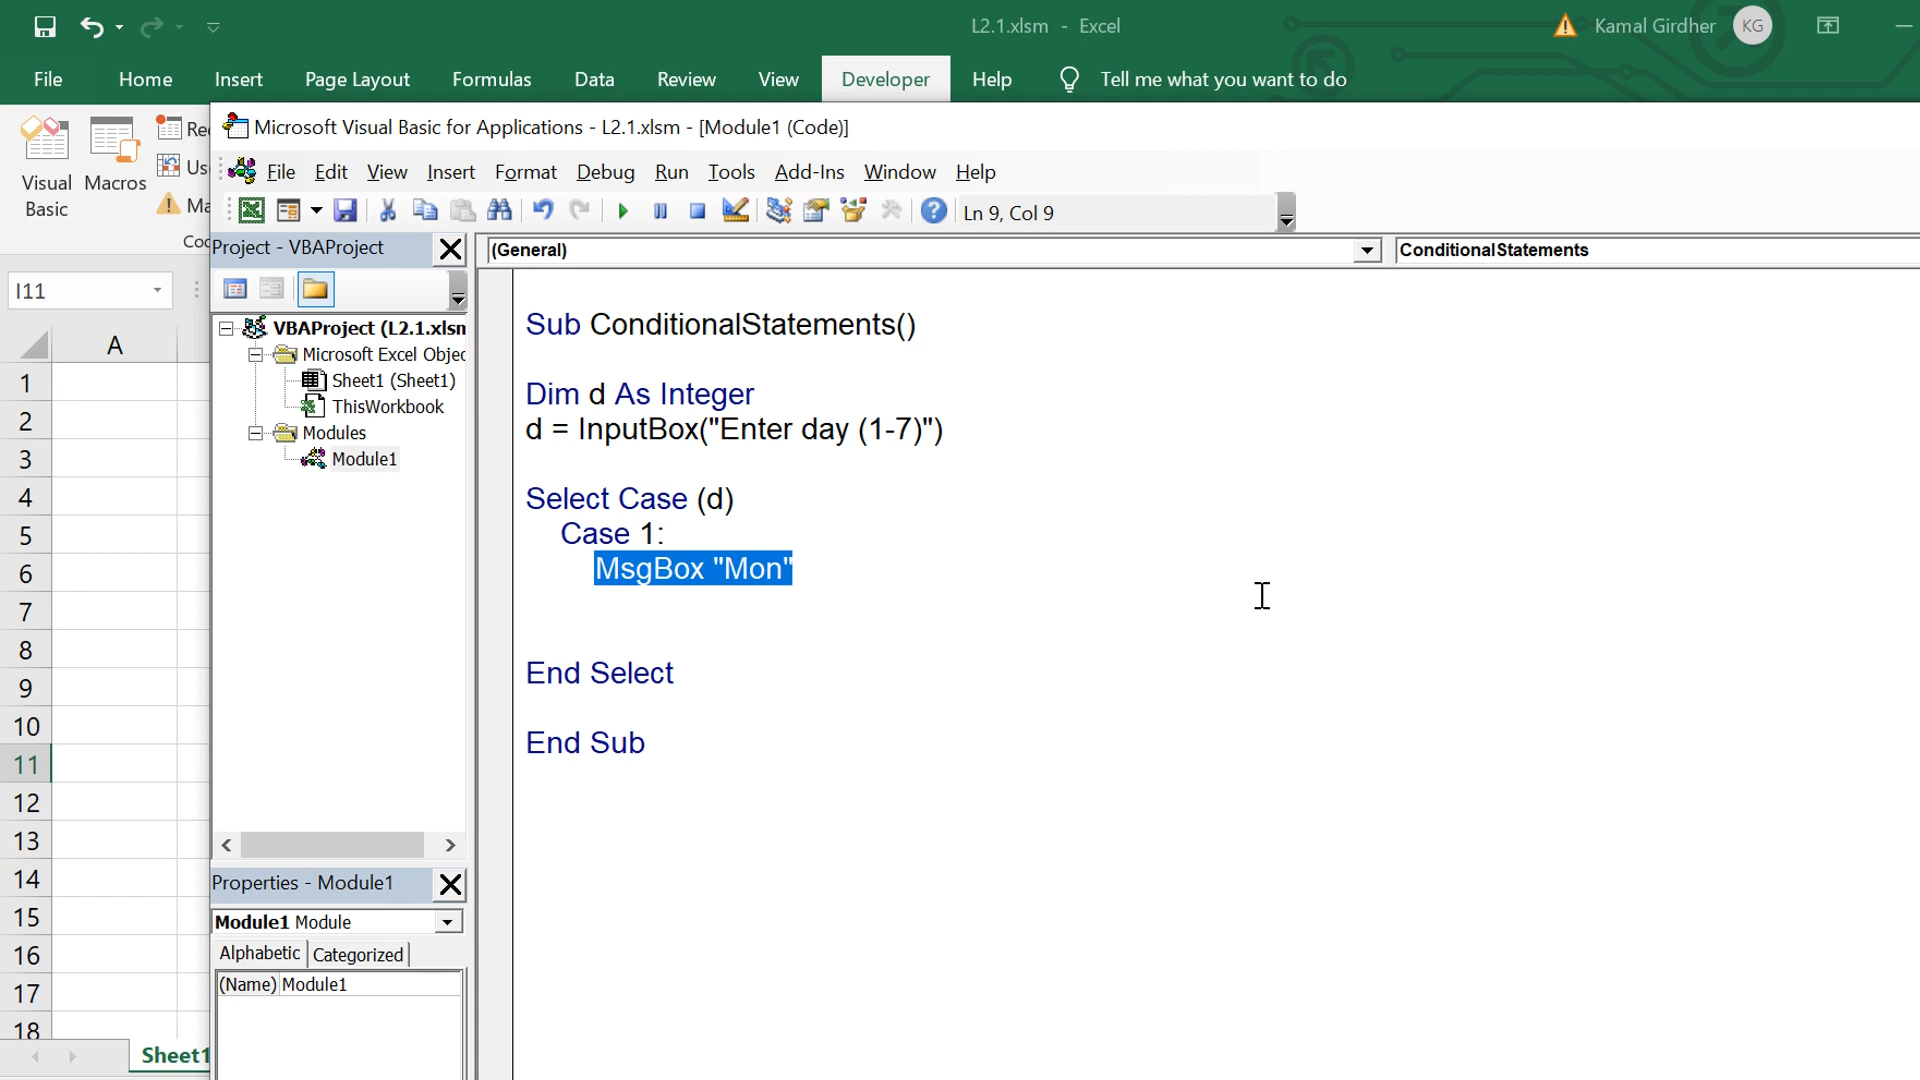 L2.1.xlsm - Excel
Kamal Girdher
KG
File
Home
Insert
Page Layout
Formulas
Data
Review
View
Developer
Help
Tell me what you want to do
Visual Basic
Macros
Rec
Us
Ma
Coc
I11
A
1
2
3
4
5
6
7
8
9
10
11
12
13
14
15
16
17
18
Sheet1
Microsoft Visual Basic for Applications - L2.1.xlsm - [Module1 (Code)]
File Edit View Insert Format Debug Run Tools Add-Ins Window Help
Ln 9, Col 9
Project - VBAProject
VBAProject (L2.1.xlsm
Microsoft Excel Objec
Sheet1 (Sheet1)
ThisWorkbook
Modules
Module1
Properties - Module1
Module1 Module
Alphabetic Categorized
(Name) Module1
(General)
ConditionalStatements
Sub ConditionalStatements()
Dim d As Integer
d = InputBox("Enter day (1-7)")
Select Case (d)
Case 1:
MsgBox "Mon"
End Select
End Sub